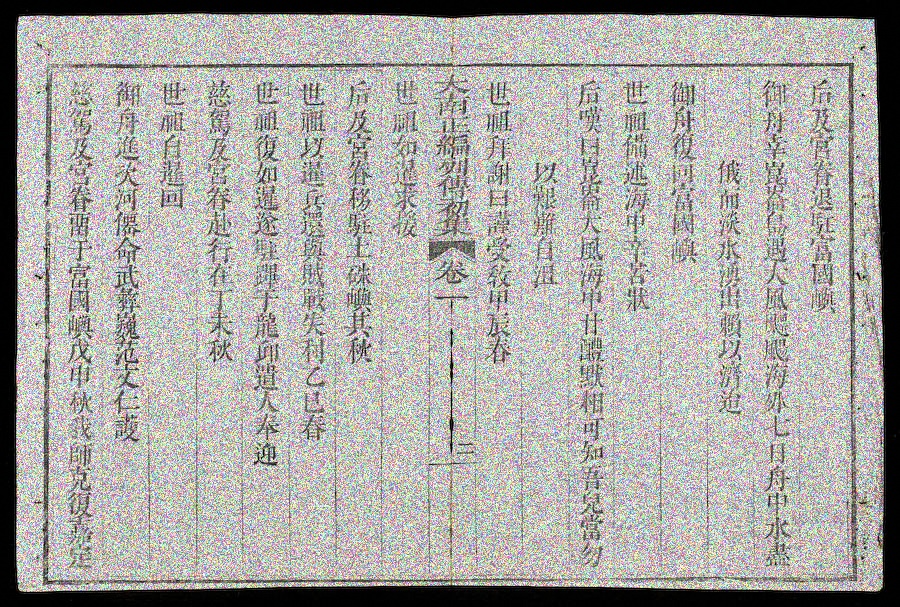 后及宮眷退駐富國嶼
御舟幸崑崙島遇大風飃颺海外七日舟中水盡
俄而淡水湧出賴以濟迨
御舟復回富國嶼
世祖備述海中辛苦狀
后嘆曰崑崙大風海中甘醴默相可知吾兒當勿
以艱難自沮
世祖拜謝曰謹受教甲辰春
大南正編列傳初集 卷一 二
世祖如暹求援
后及宮眷移駐土硃嶼其秋
世祖以暹兵還與賊戰失利乙巳春
世祖復如暹遂駐蹕于龍邱遣人奉迎
慈駕及宮眷赴行在丁未秋
世祖自暹回
御舟進次河僊命武彝巍范文仁護
慈駕及宮眷留于富國嶼戊申秋我師克復嘉定